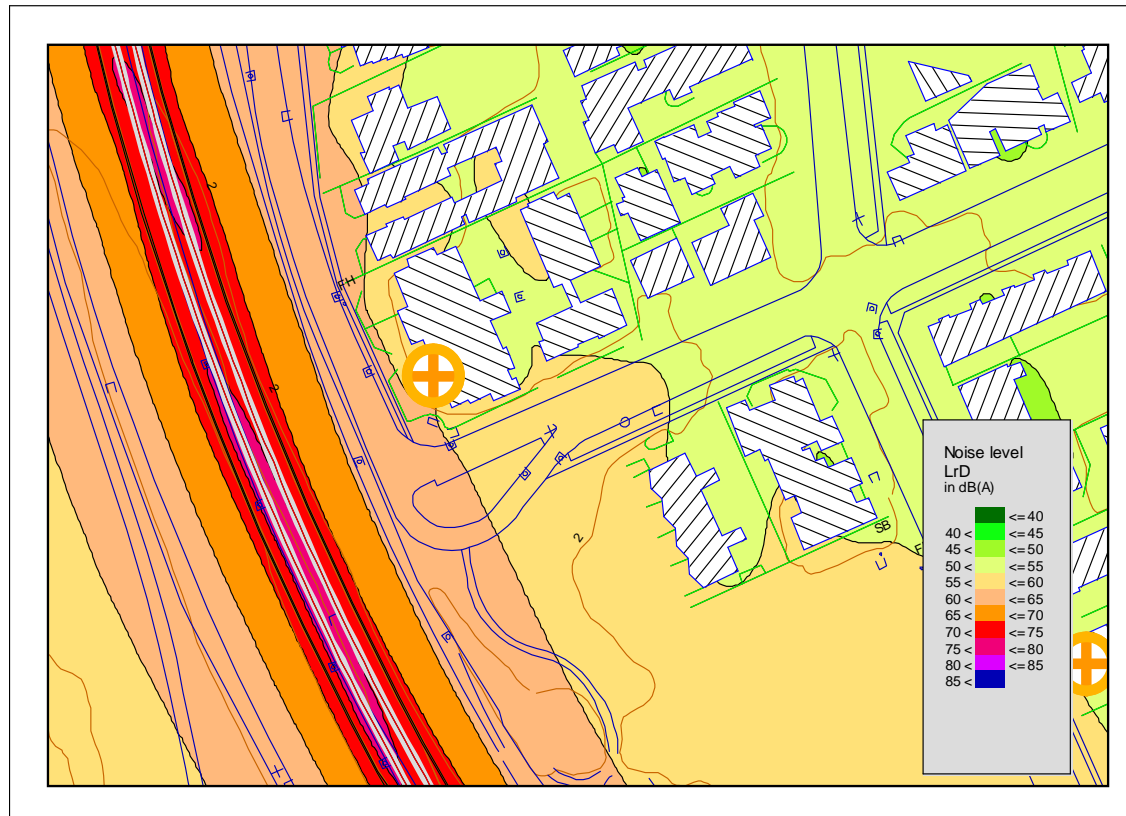 2
FH
2
2
SB
Noise level
LrD
in dB(A)
<=40
40 < <=45
45 < <=50
50 < <=55
55 < <=60
60 < <=65
65 < <=70
70 < <=75
75 < <=80
80 < <=85
85 <